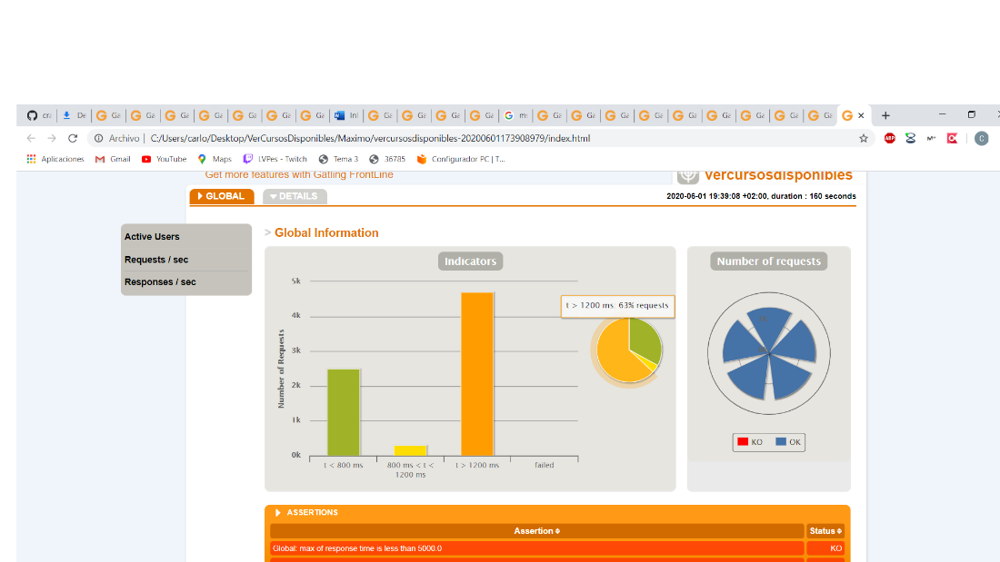 cra
De
Ga
Ga
Ga
Ga
Ga
Ga
Ga
Ini
Ga
Ga
Ga
Ga
m
Ga
Ga
Ga
Ga
Ga
Ga
Ga
Ga
Ga
Archivo | C:/Users/carlo/Desktop/VerCursosDisponibles/Maximo/vercursosdisponibles-20200601173908979/index.html
ABP
C
Aplicaciones Gmail YouTube Maps LVPes - Twitch Tema 3 36785 Configurador PC | T...
Get more features with Gatling FrontLine
vercursosdisponibles
GLOBAL DETAILS
2020-06-01 19:39:08 +02:00, duration : 160 seconds
Active Users
Requests / sec
Responses / sec
> Global Information
Indicators
Number of Requests
5k
4k
3k
2k
1k
0k
t < 800 ms
800 ms < t <
1200 ms
t > 1200 ms
failed
t > 1200 ms: 63% requests
Number of requests
KO OK
ASSERTIONS
Assertion Status
Global: max of response time is less than 5000.0 KO